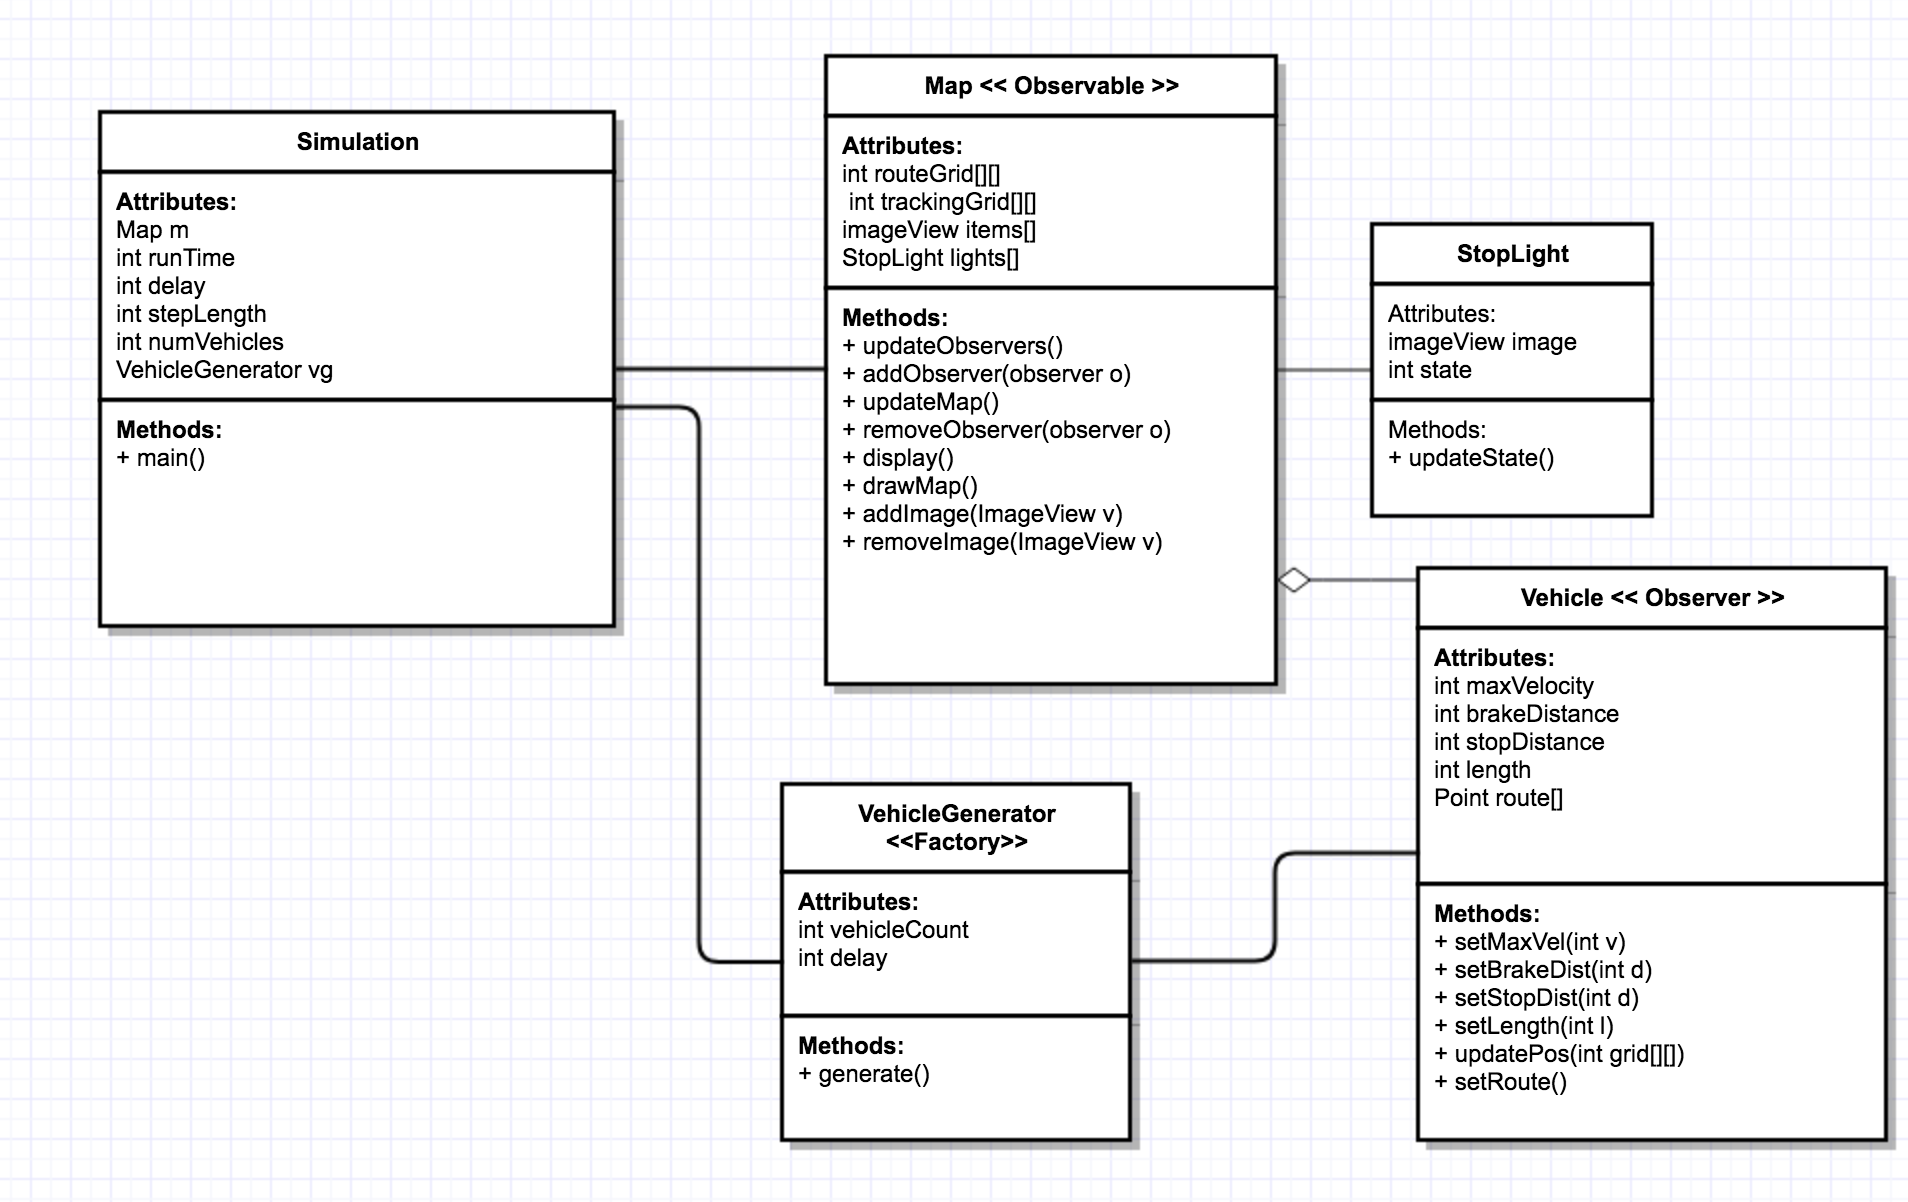 Simulation
Attributes:
Map m
int runTime
int delay
int stepLength
int numVehicles
VehicleGenerator vg
Methods:
+ main()
Map << Observable >>
Attributes:
int routeGrid[][]
int trackingGrid[][]
imageView items[]
StopLight lights[]
Methods:
+ updateObservers()
+ addObserver(observer o)
+ updateMap()
+ removeObserver(observer o)
+ display()
+ drawMap()
+ addImage(ImageView v)
+ removeImage(ImageView v)
StopLight
Attributes:
imageView image
int state
Methods:
+ updateState()
Vehicle << Observer >>
Attributes:
int maxVelocity
int brakeDistance
int stopDistance
int length
Point route[]
Methods:
+ setMaxVel(int v)
+ setBrakeDist(int d)
+ setStopDist(int d)
+ setLength(int l)
+ updatePos(int grid[][])
+ setRoute()
VehicleGenerator
<<Factory>>
Attributes:
int vehicleCount
int delay
Methods:
+ generate()